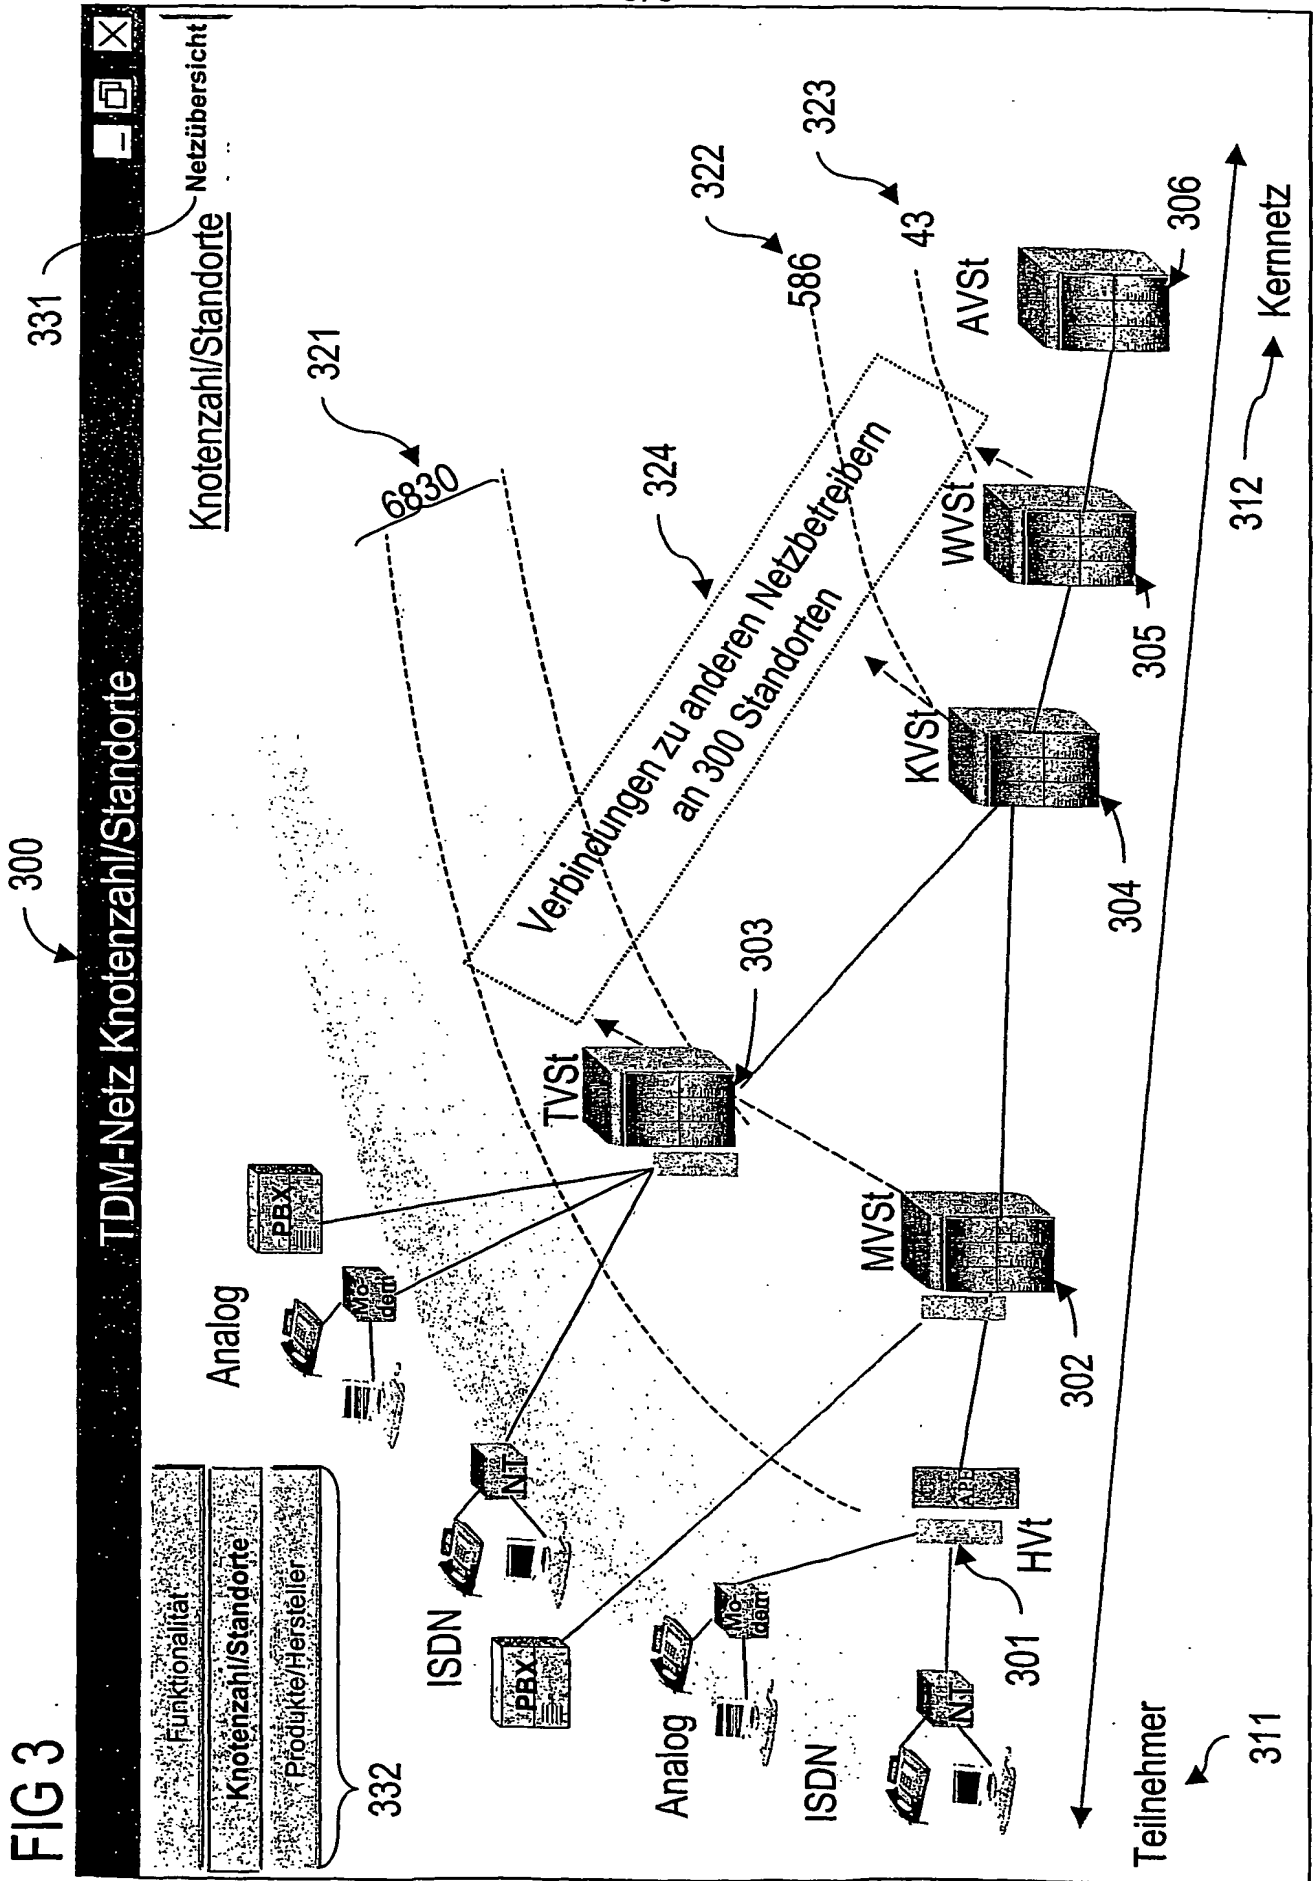 FIG 3
300
331
TDM-Netz Knotenzahl/Standorte
Funktionalität
Knotenzahl/Standorte
Produkte/Hersteller
332
Netzübersicht
Knotenzahl/Standorte
Analog
PBX
Mo-
dem
321
6830
ISDN
NT
TVSt
303
Verbindungen zu anderen Netzbetreibern
an 300 Standorten
324
322
586
323
43
PBX
Analog
Mo-
dem
ISDN
NT
301
HVt
MVSt
302
KVSt
304
WVSt
305
AVSt
306
Teilnehmer
311
312
Kernnetz